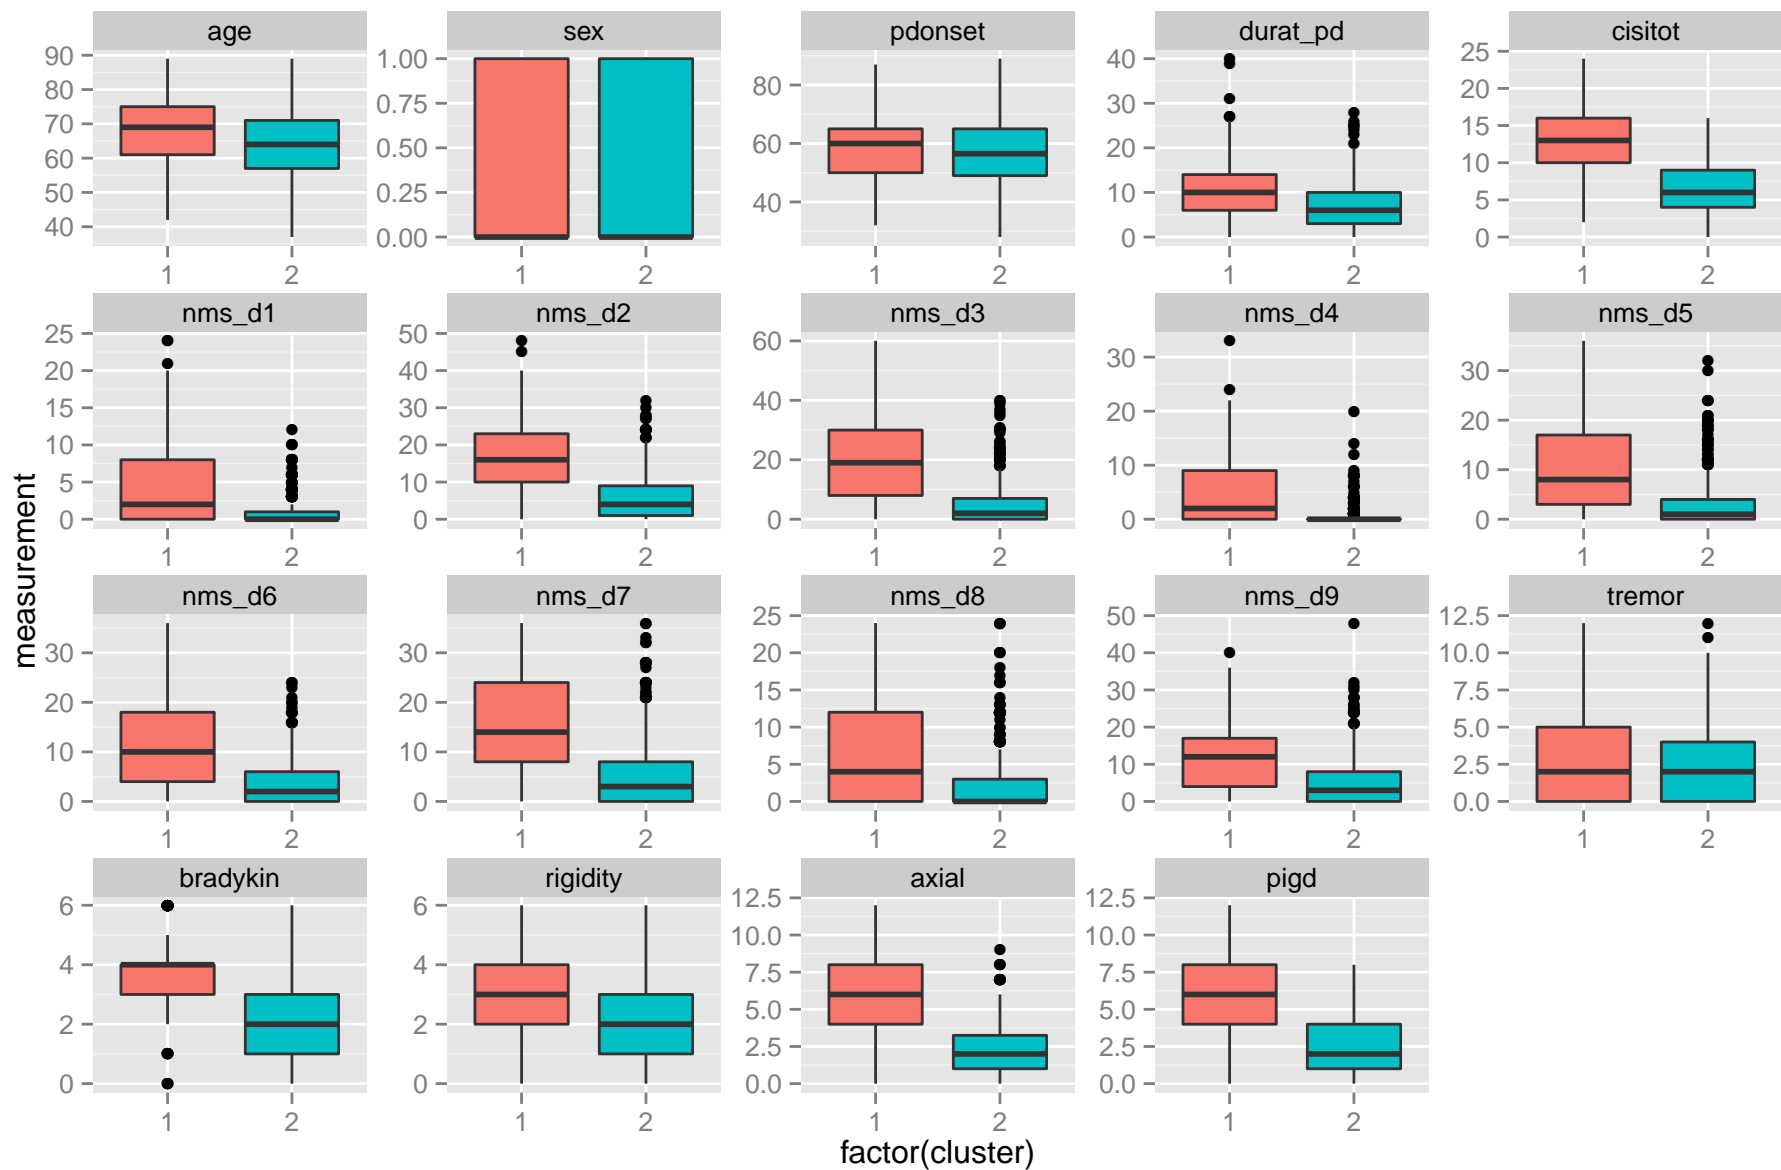 age sex pdonset durat_pd cisitot
90 80 70 60 50 40 1.00 0.75 0.50 0.25 0.00 80 60 40 40 30 20 10 0 25 20 15 10 5 0
1 2 1 2 1 2 1 2 1 2
nms_d1 nms_d2 nms_d3 nms_d4 nms_d5
25 20 15 10 5 0 50 40 30 20 10 0 60 40 20 0 30 20 10 0 30 20 10 0
1 2 1 2 1 2 1 2 1 2
measurement
nms_d6 nms_d7 nms_d8 nms_d9 tremor
30 20 10 0 30 20 10 0 25 20 15 10 5 0 50 40 30 20 10 0 12.5 10.0 7.5 5.0 2.5 0.0
1 2 1 2 1 2 1 2 1 2
bradykin rigidity axial pigd
6 4 2 0 6 4 2 0 12.5 10.0 7.5 5.0 2.5 0.0 12.5 10.0 7.5 5.0 2.5 0.0
1 2 1 2 1 2 1 2
factor(cluster)